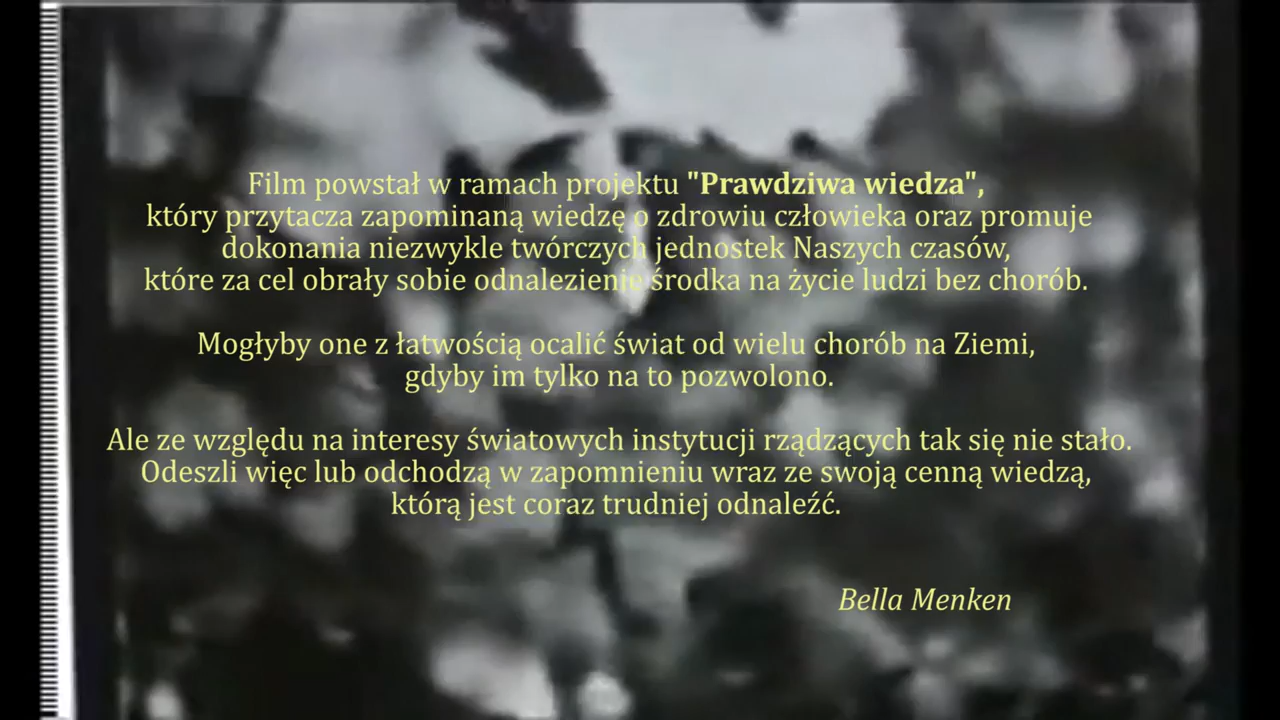 Film powstał w ramach projektu "Prawdziwa wiedza",
który przytacza zapominaną wiedzę o zdrowiu człowieka oraz promuje
dokonania niezwykle twórczych jednostek Naszych czasów,
które za cel obrały sobie odnalezienie środka na życie ludzi bez chorób.
Mogłyby one z łatwością ocalić świat od wielu chorób na Ziemi,
gdyby im tylko na to pozwolono.
Ale ze względu na interesy światowych instytucji rządzących tak się nie stało.
Odeszli więc lub odchodzą w zapomnieniu wraz ze swoją cenną wiedzą,
którą jest coraz trudniej odnaleźć.
Bella Menken